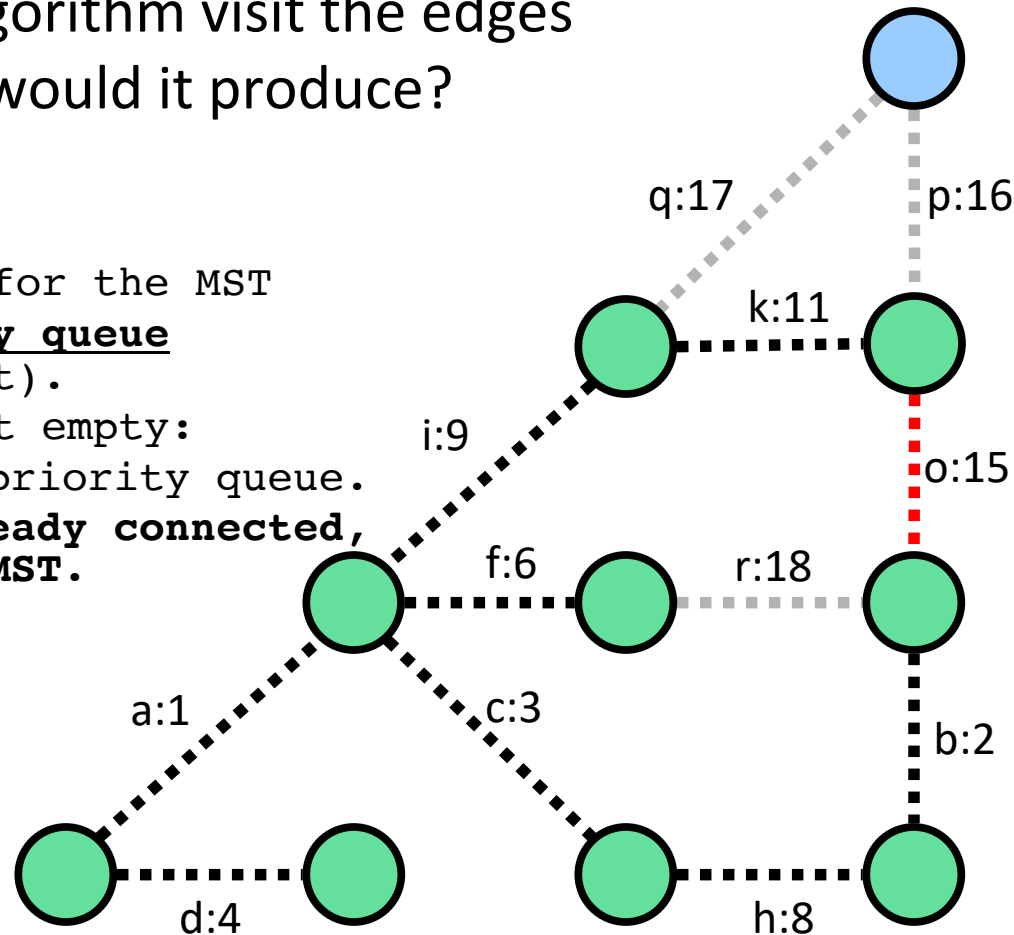 gorithm visit the edges
would it produce?
q:17
p:16
for the MST
y queue
k:11
t).
t empty:
i:9
priority queue.
o:15
eady connected,
MST.
f:6
r:18
a:1
c:3
b:2
d:4
h:8